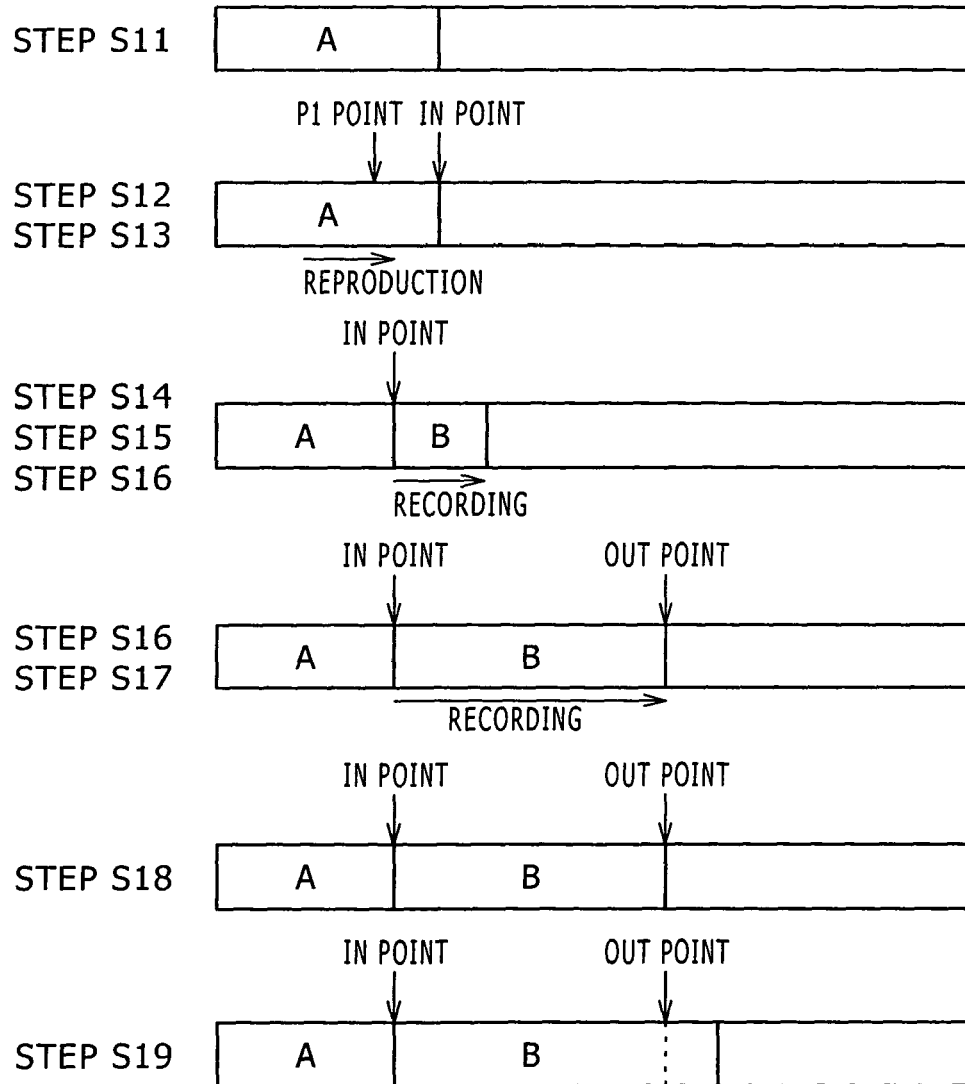 STEP S11
A
P1 POINT IN POINT
STEP S12
STEP S13
A
REPRODUCTION
IN POINT
STEP S14
STEP S15
STEP S16
A B
RECORDING
IN POINT OUT POINT
STEP S16
STEP S17
A B
RECORDING
IN POINT OUT POINT
STEP S18 A B
IN POINT OUT POINT
STEP S19 A B